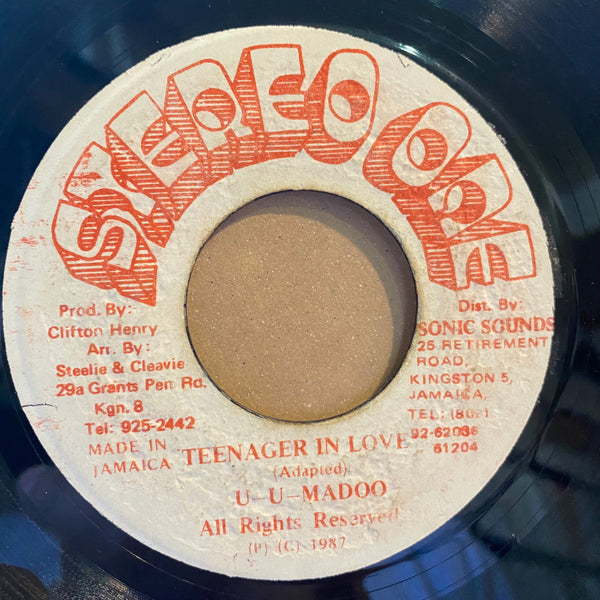 STEREO ONE
Prod. By:
Clifton Henry
Arr. By:
Steelie & Cleavie
29a Grants Pen Rd.
Kgn. 8
Tel: 925-2442
MADE IN
JAMAICA
Dist. By:
SONIC SOUNDS
25 RETIREMENT
ROAD,
KINGSTON 5,
JAMAICA,
TEL:
61204
TEENAGER IN LOVE
(Adapted)
U-U-MADOO
All Rights Reserved
(P) (C) 1987